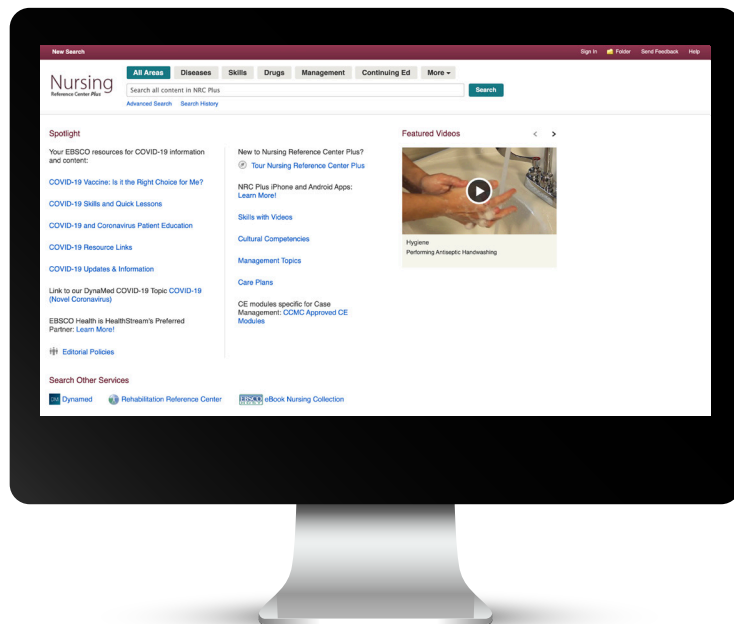 New Search
Sign In
Folder
Send Feedback
Help
Nursing
Reference Center Plus
All Areas
Diseases
Skills
Drugs
Management
Continuing Ed
More
Search all content in NRC Plus
Search
Advanced Search
Search History
Spotlight
Your EBSCO resources for COVID-19 information
and content:
COVID-19 Vaccine: Is it the Right Choice for Me?
COVID-19 Skills and Quick Lessons
COVID-19 and Coronavirus Patient Education
COVID-19 Resource Links
COVID-19 Updates & Information
Link to our DynaMed COVID-19 Topic COVID-19
(Novel Coronavirus)
EBSCO Health is HealthStream's Preferred
Partner: Learn More!
Editorial Policies
New to Nursing Reference Center Plus?
Tour Nursing Reference Center Plus
NRC Plus iPhone and Android Apps:
Learn More!
Skills with Videos
Cultural Competencies
Management Topics
Care Plans
CE modules specific for Case
Management: CCMC Approved CE
Modules
Featured Videos
Hygiene
Performing Antiseptic Handwashing
Search Other Services
DM Dynamed
Rehabilitation Reference Center
EBSCO eBook Nursing Collection